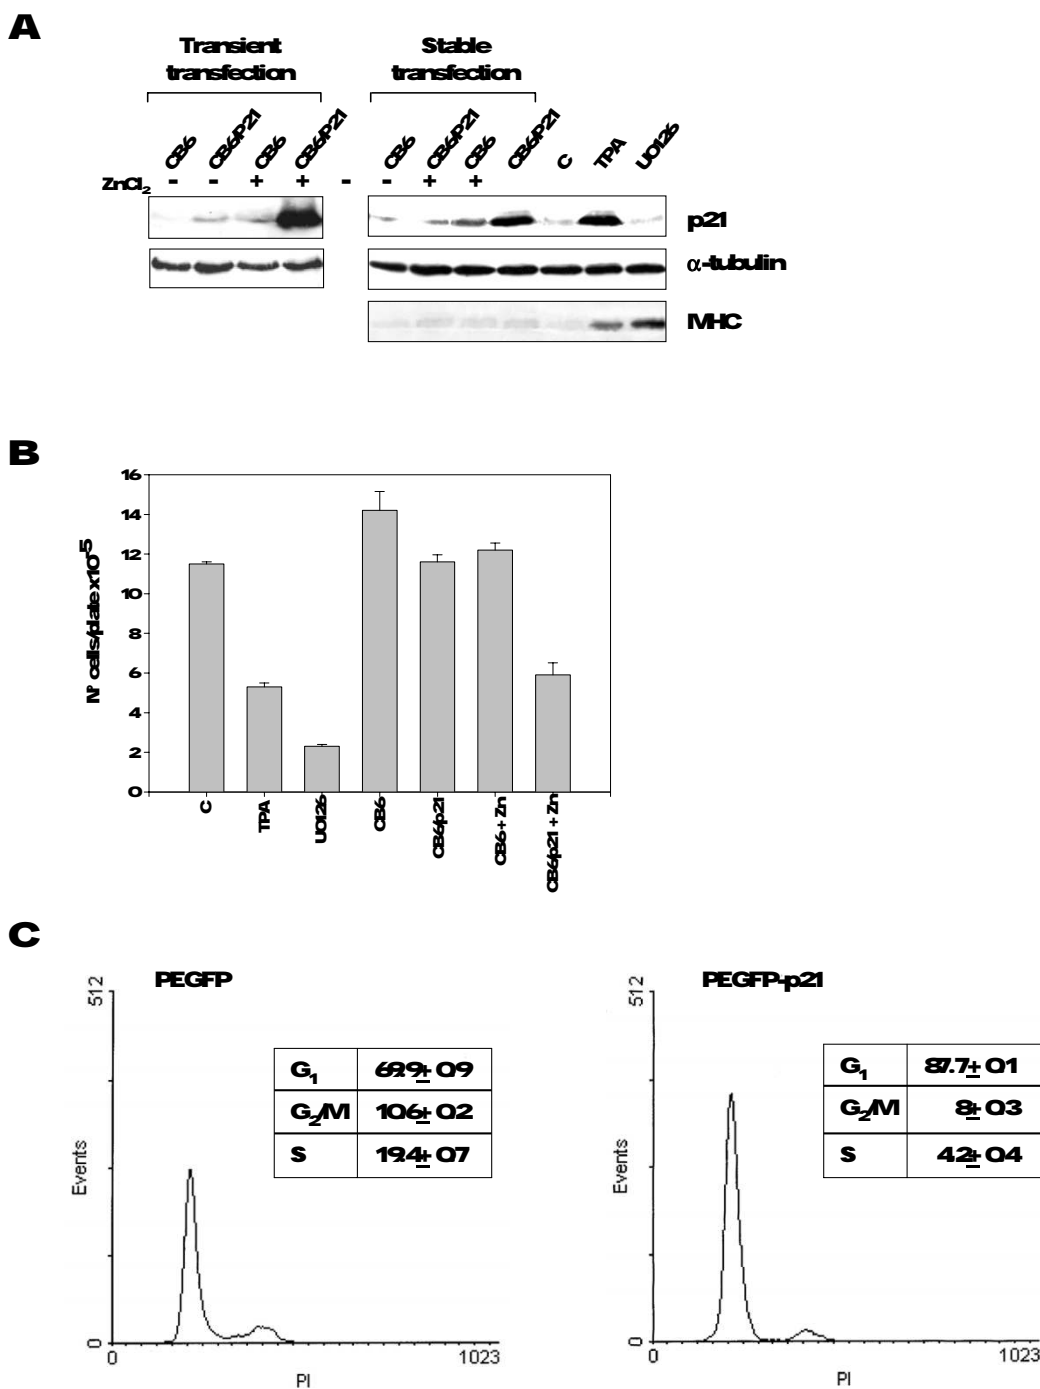 A
Transient
transfection
Stable
transfection
CB6 CB6/P21 CB6 CB6/P21 CB6 CB6/P21 CB6 CB6/P21 C TPA UO126
ZnCl2 - - + + - - + +
p21
α-tubulin
MHC
B
Nº cells/plate x10-5
16
14
12
10
8
6
4
2
0
C TPA UO126 CB6 CB6/p21 CB6 + Zn CB6/p21 + Zn
C
PEGFP
512
Events
0
G1 69.9± 0.9
G2/M 10.6± 0.2
S 19.4± 0.7
0 1023
PI
PEGFP-p21
512
Events
0
G1 87.7± 0.1
G2/M 8± 0.3
S 4.2± 0.4
0 1023
PI